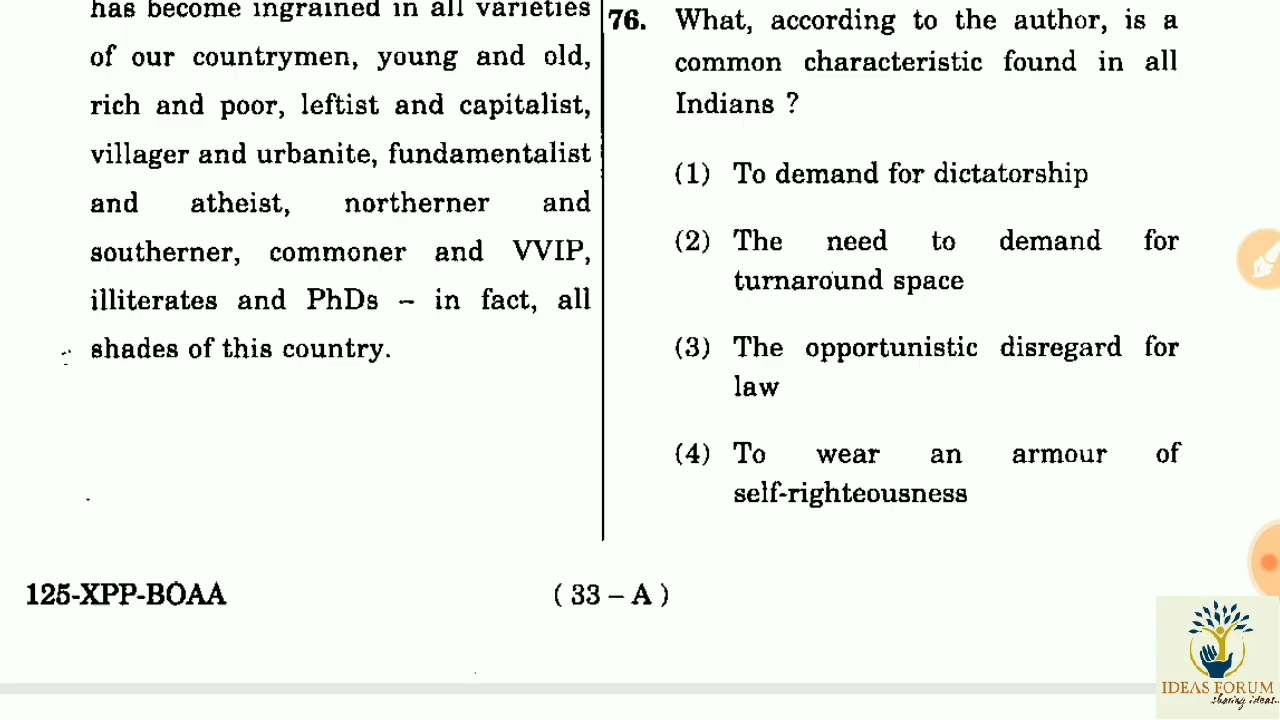 has become ingrained in all varieties
of our countrymen, young and old,
rich and poor, leftist and capitalist,
villager and urbanite, fundamentalist
and atheist, northerner and
southerner, commoner and VVIP,
illiterates and PhDs – in fact, all
shades of this country.
76. What, according to the author, is a
common characteristic found in all
Indians ?
(1) To demand for dictatorship
(2) The need to demand for
turnaround space
(3) The opportunistic disregard for
law
(4) To wear an armour of
self-righteousness
125-XPP-BOAA
( 33 – A )
IDEAS FORUM
sharing ideas...